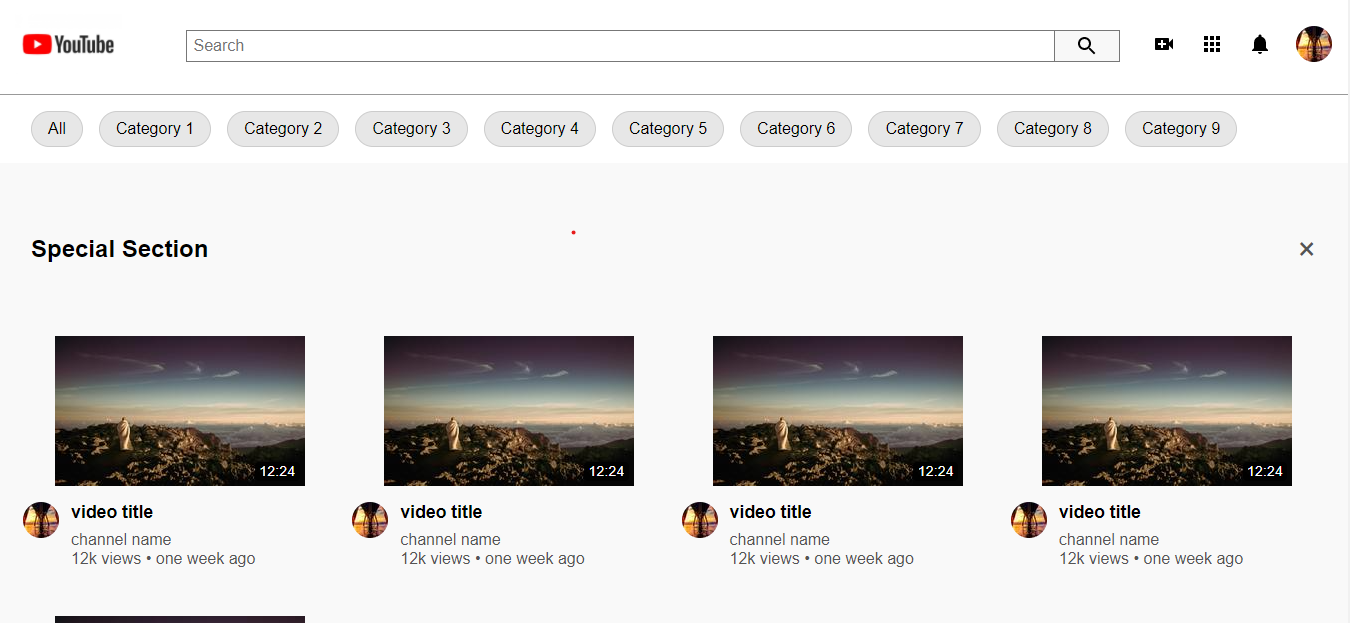 YouTube
Search
All Category 1 Category 2 Category 3 Category 4 Category 5 Category 6 Category 7 Category 8 Category 9
Special Section
12:24 12:24 12:24 12:24
video title video title video title video title
channel name channel name channel name channel name
12k views • one week ago 12k views • one week ago 12k views • one week ago 12k views • one week ago